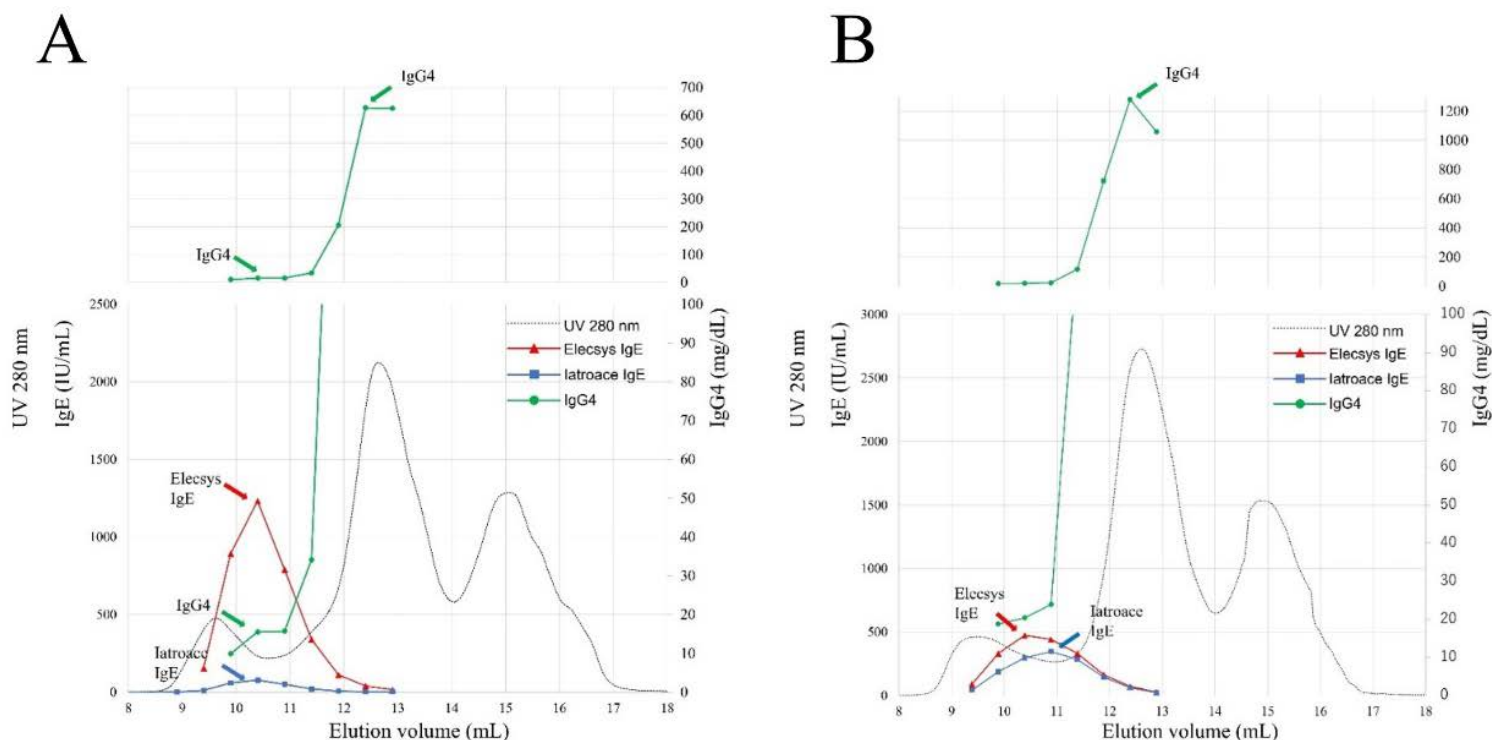 A
IgG4
700
600
500
400
300
200
100
0
IgG4
2500
2000
1500
1000
500
0
100
90
80
70
60
50
40
30
20
10
0
UV 280 nm
IgE (IU/mL)
IgG4 (mg/dL)
UV 280 nm
Elecsys IgE
Iatroace IgE
IgG4
Elecsys
IgE
IgG4
Iatroace
IgE
8 9 10 11 12 13 14 15 16 17 18
Elution volume (mL)
B
IgG4
1200
1000
800
600
400
200
0
3000
2500
2000
1500
1000
500
0
100
90
80
70
60
50
40
30
20
10
0
UV 280 nm
IgE (IU/mL)
IgG4 (mg/dL)
UV 280 nm
Elecsys IgE
Iatroace IgE
IgG4
Elecsys
IgE
Iatroace
IgE
8 9 10 11 12 13 14 15 16 17 18
Elution volume (mL)